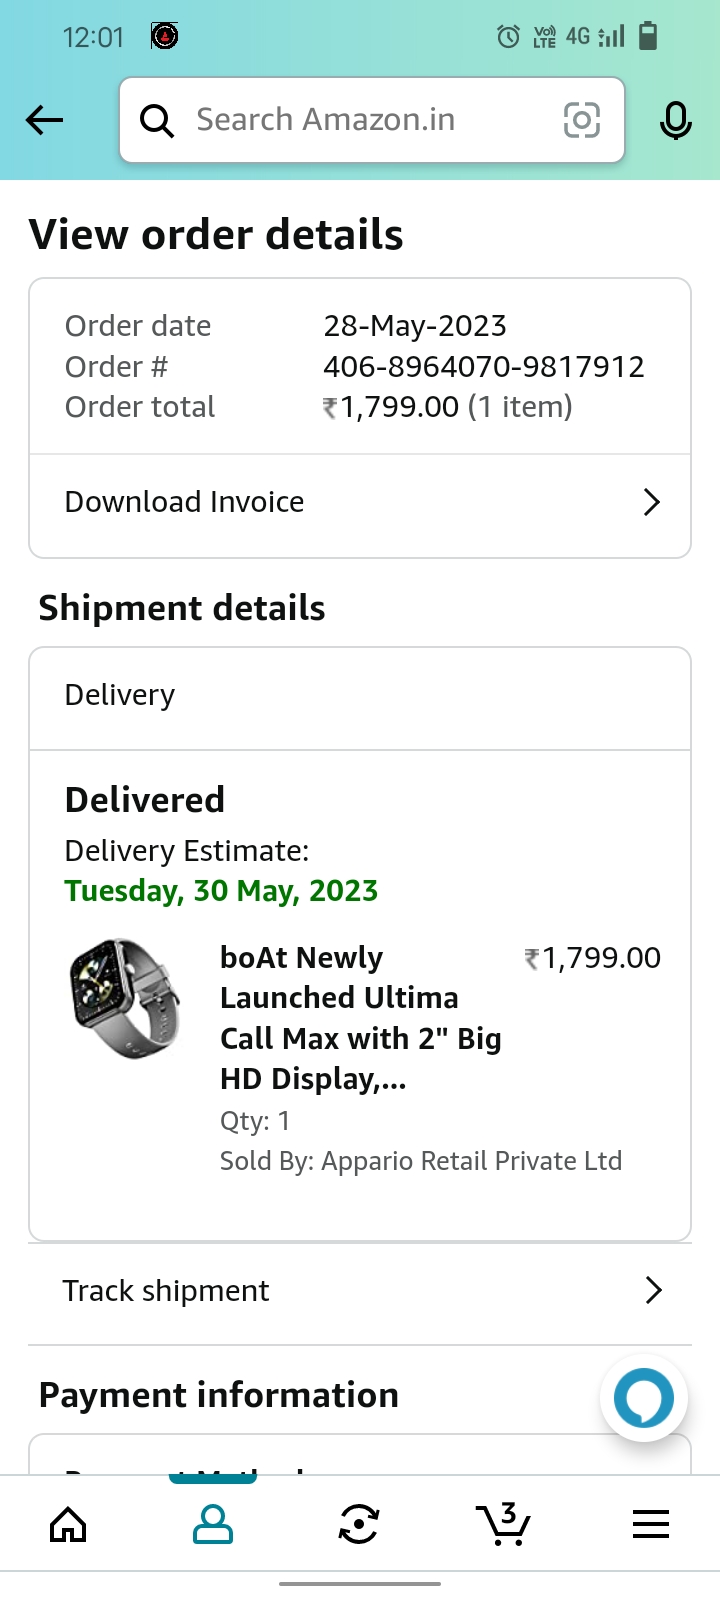 12:01
Vo))
LTE
4G
Search Amazon.in
View order details
Order date 28-May-2023
Order # 406-8964070-9817912
Order total ₹1,799.00 (1 item)
Download Invoice
Shipment details
Delivery
Delivered
Delivery Estimate:
Tuesday, 30 May, 2023
boAt Newly ₹1,799.00
Launched Ultima
Call Max with 2" Big
HD Display,...
Qty: 1
Sold By: Appario Retail Private Ltd
Track shipment
Payment information
3